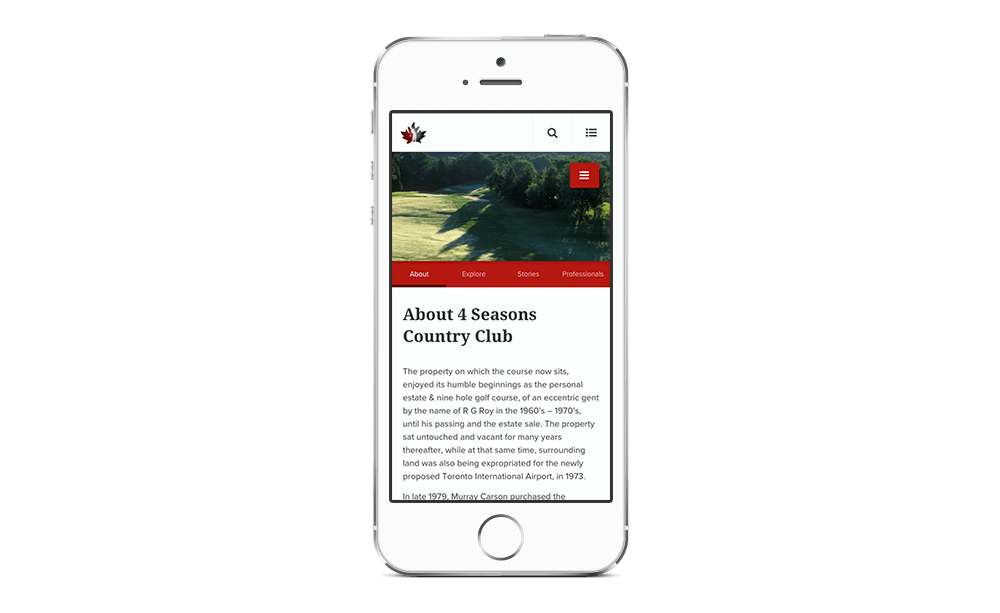 About Explore Stories Professionals
About 4 Seasons
Country Club
The property on which the course now sits,
enjoyed its humble beginnings as the personal
estate & nine hole golf course, of an eccentric gent
by the name of R G Roy in the 1960's – 1970's,
until his passing and the estate sale. The property
sat untouched and vacant for many years
thereafter, while at that same time, surrounding
land was also being expropriated for the newly
proposed Toronto International Airport, in 1973.
In late 1979, Murray Carson purchased the